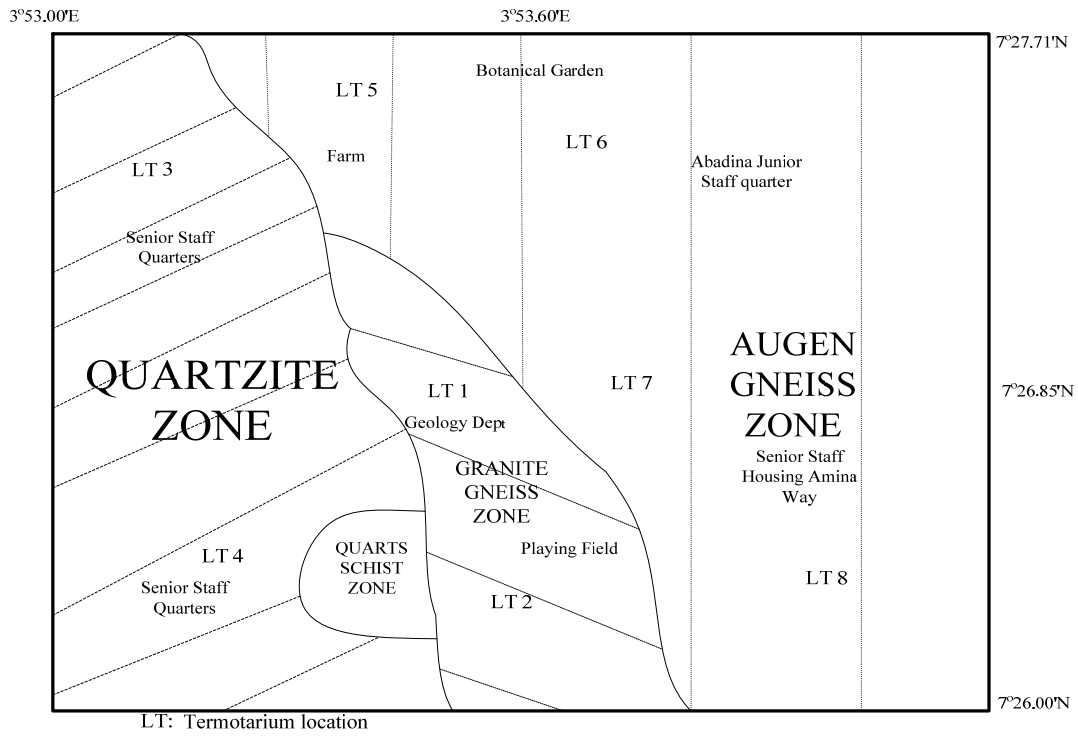 3°53.00'E
3°53.60'E
7°27.71'N
Botanical Garden
LT 5
LT 6
Farm
Abadina Junior
Staff quarter
LT 3
Senior Staff
Quarters
AUGEN
GNEISS
ZONE
QUARTZITE
ZONE
LT 7
7°26.85'N
LT 1
Geology Dept
Senior Staff
Housing Amina
Way
GRANITE
GNEISS
ZONE
Playing Field
QUARTS
SCHIST
ZONE
LT 4
Senior Staff
Quarters
LT 8
LT 2
7°26.00'N
LT: Termotarium location